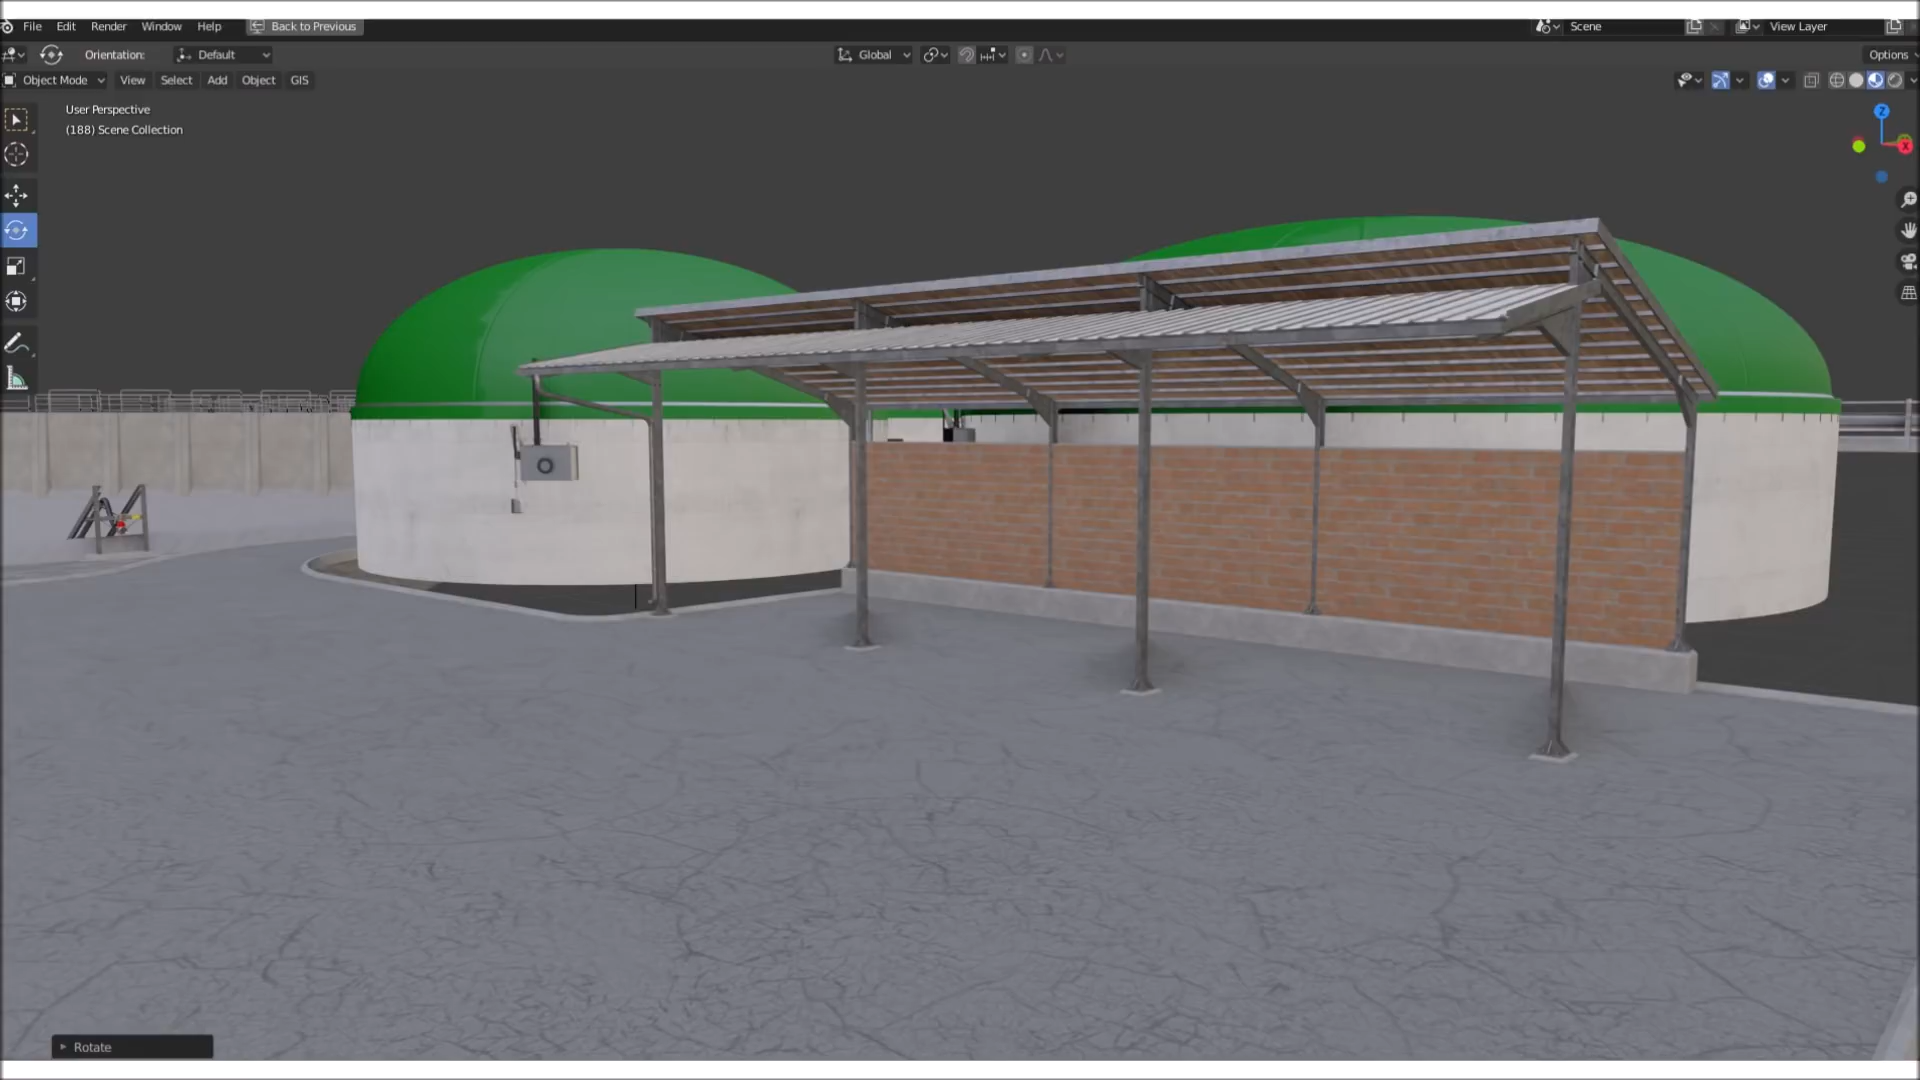 File Edit Render Window Help Back to Previous Scene View Layer
Orientation: Default Global Options
Object Mode View Select Add Object GIS
User Perspective
(188) Scene Collection
Z
X
Rotate